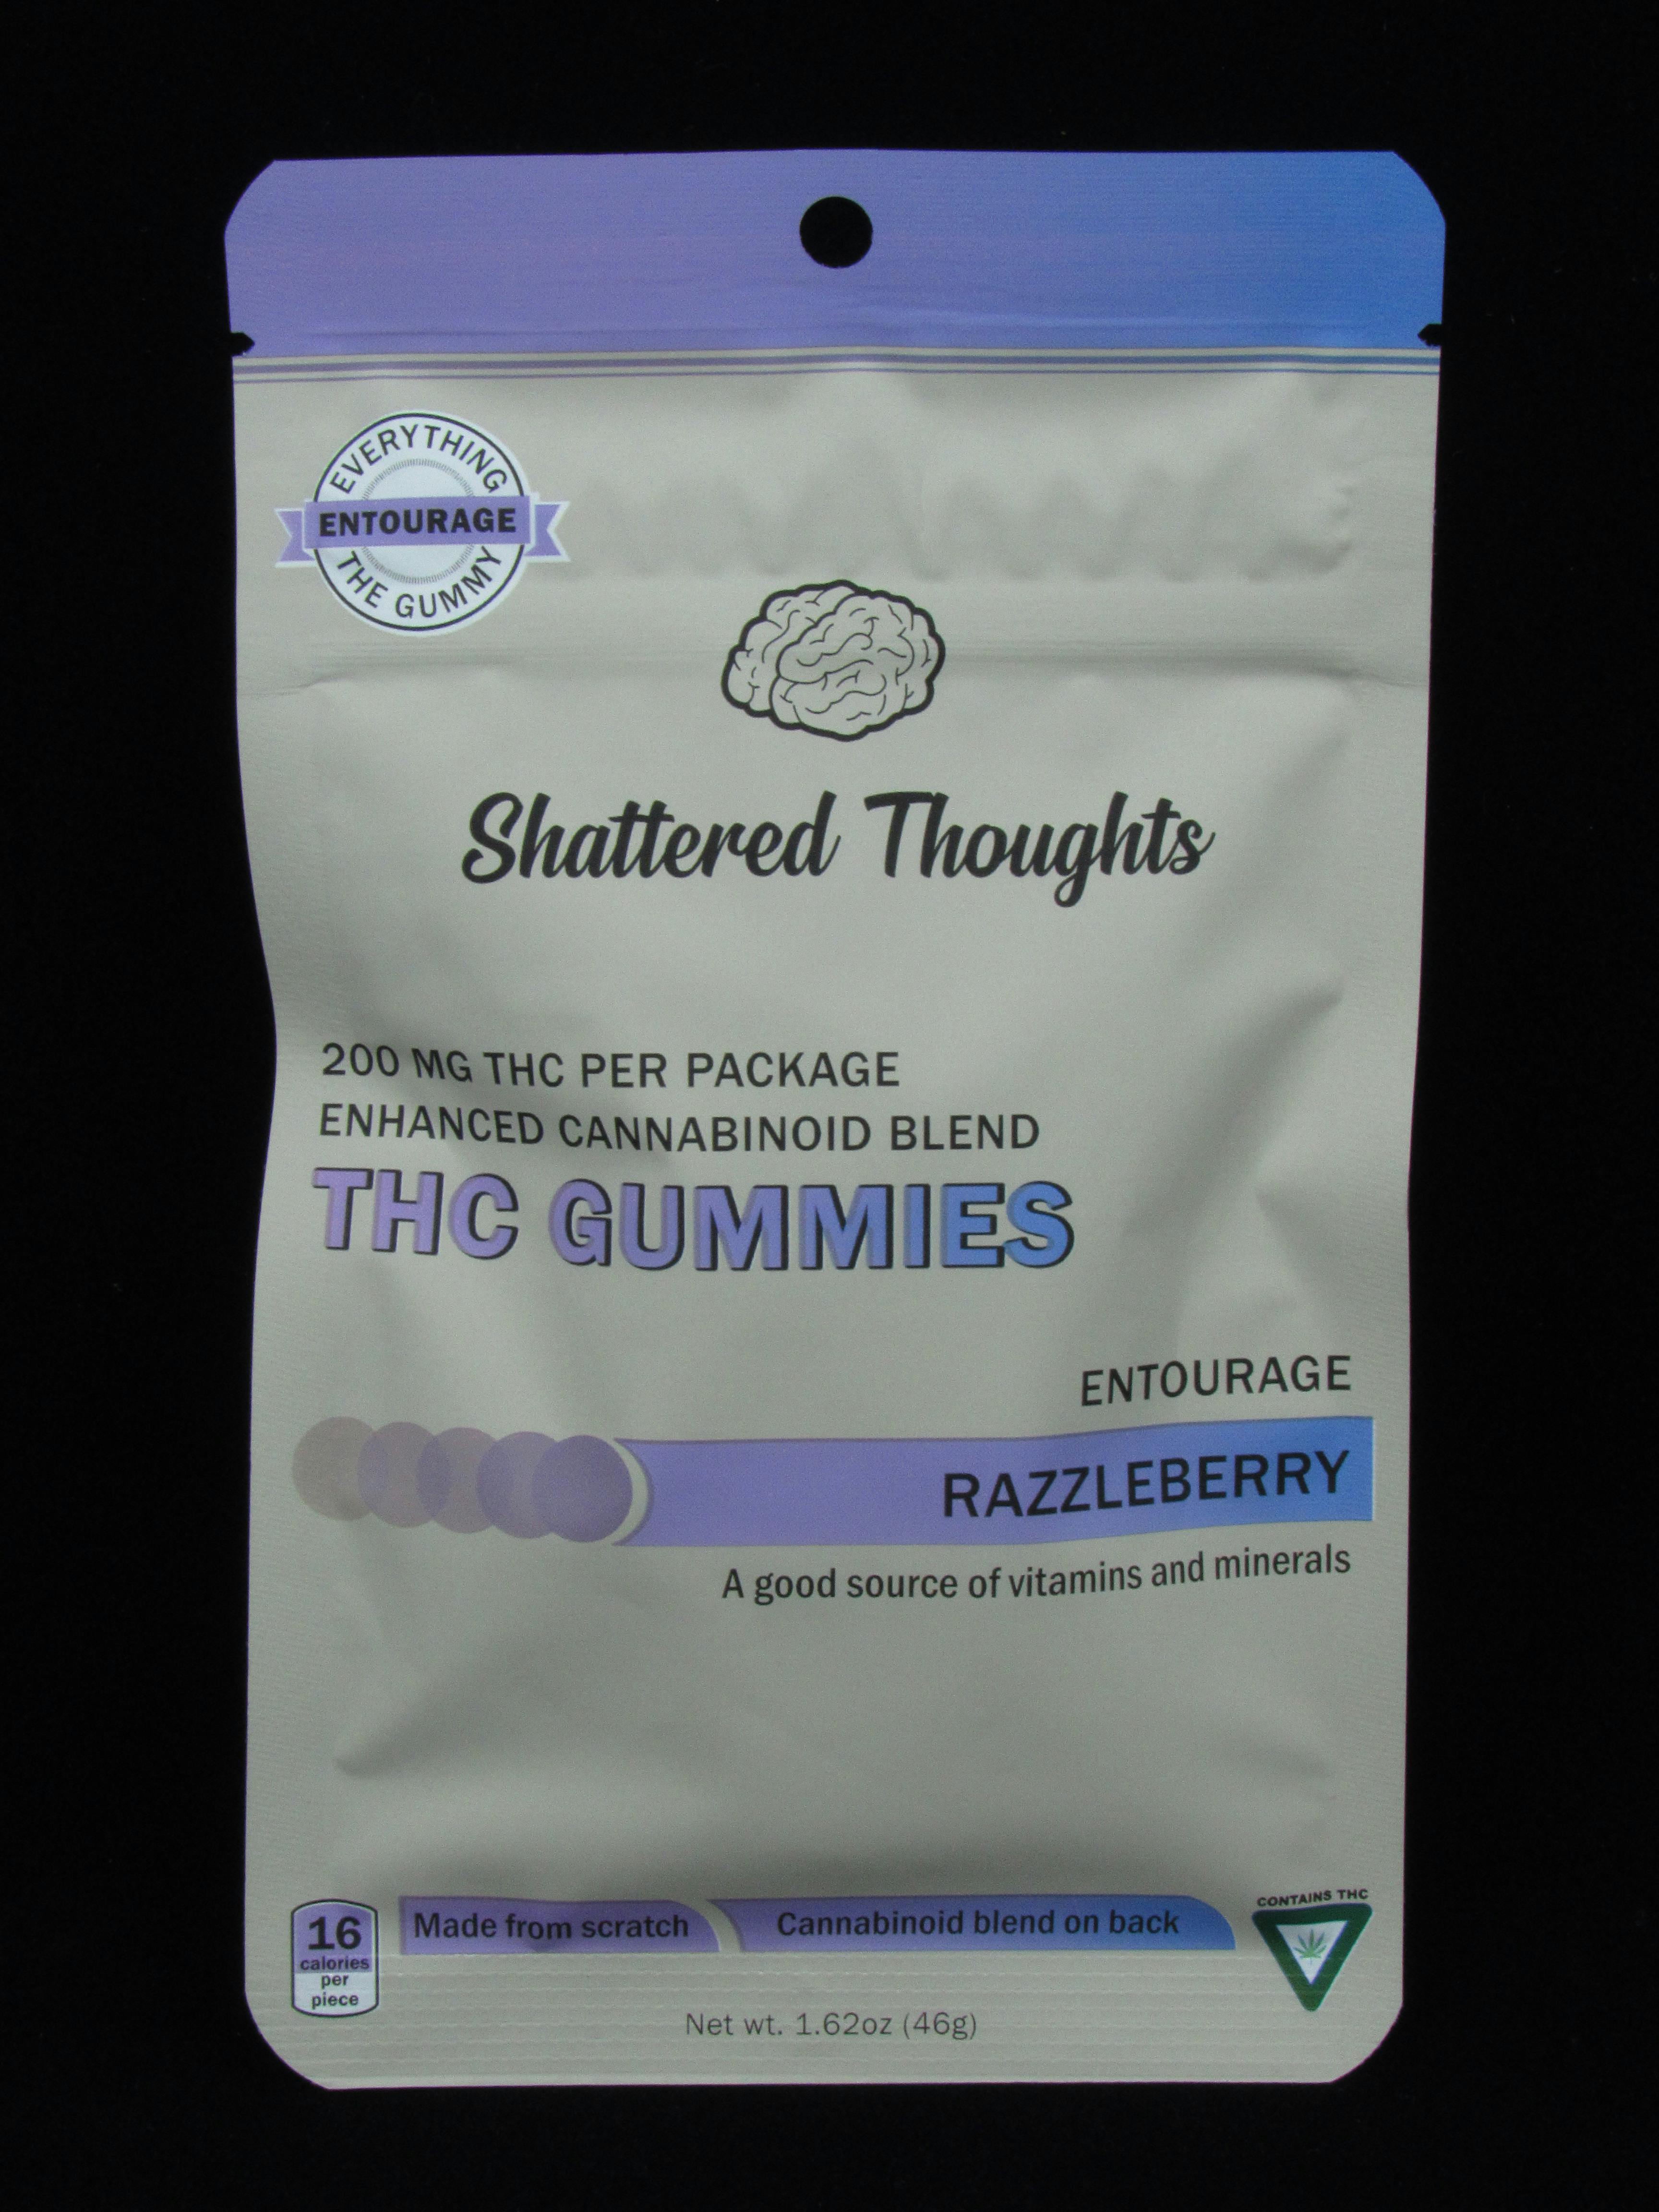 EVERYTHING
ENTOURAGE
THE GUMMY
Shattered Thoughts
200 MG THC PER PACKAGE
ENHANCED CANNABINOID BLEND
THC GUMMIES
ENTOURAGE
RAZZLEBERRY
A good source of vitamins and minerals
16
calories
per
piece
Made from scratch
Cannabinoid blend on back
CONTAINS THC
Net wt. 1.62oz (46g)